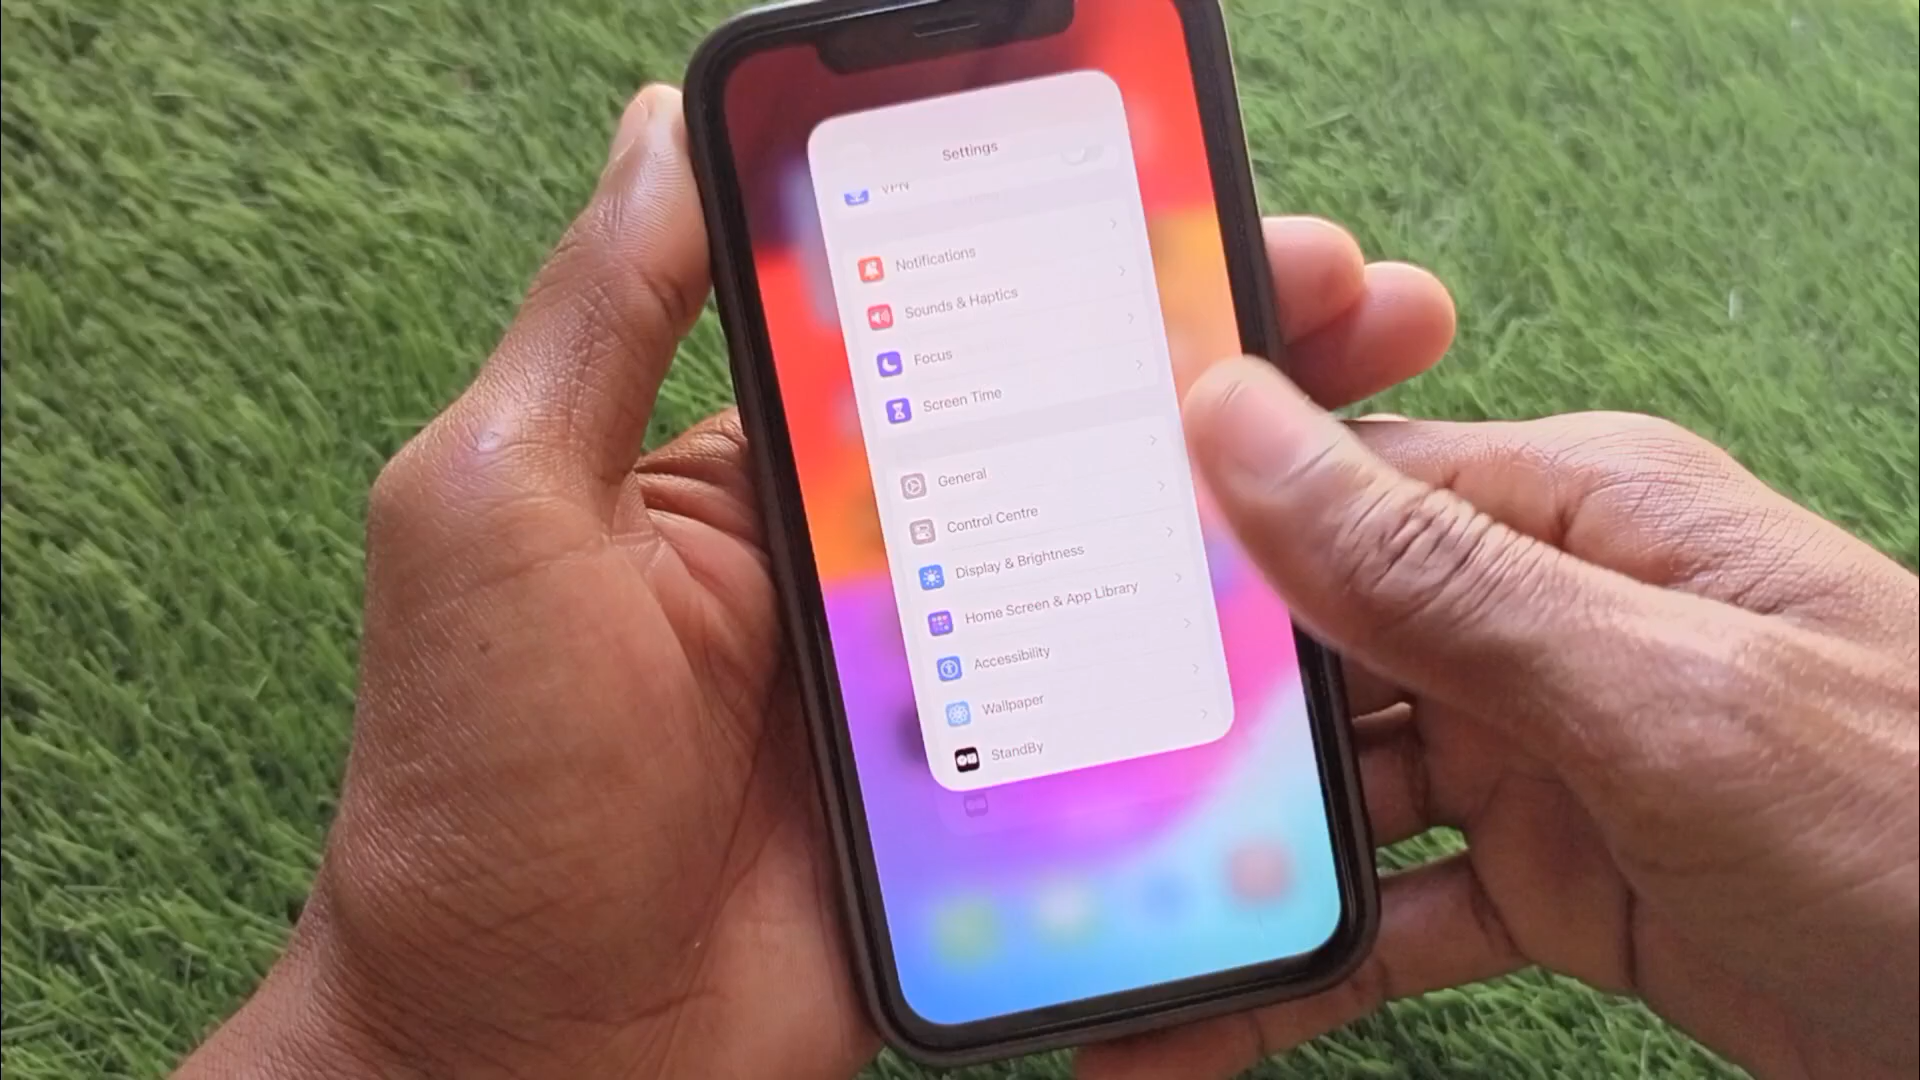 Settings
VPN
Notifications
Sounds & Haptics
Focus
Screen Time
General
Control Centre
Display & Brightness
Home Screen & App Library
Accessibility
Wallpaper
StandBy